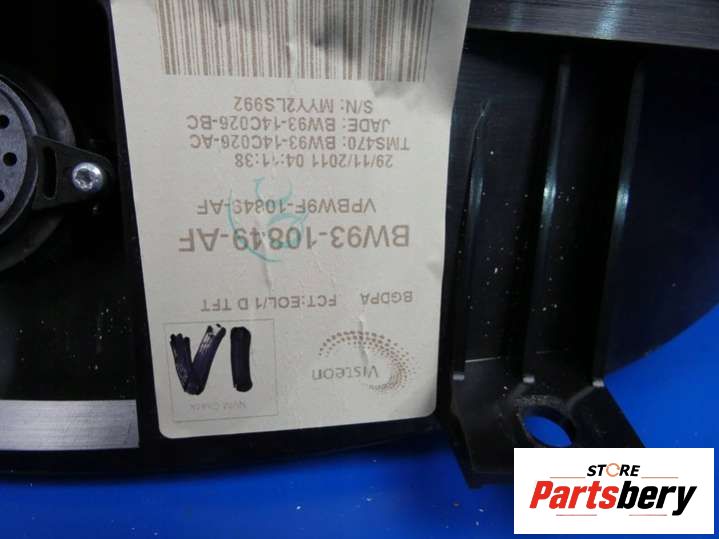 Visteon
BGDPA FCT:EOL/1 D TFT
BW93-10849-AF
VPBW9F-10849-AF
29/11/2011 04:11:38
TMS470: BW93-14C026-AC
JADE: BW93-14C026-BC
S/N: MYY2LS992
STORE
Partsbery